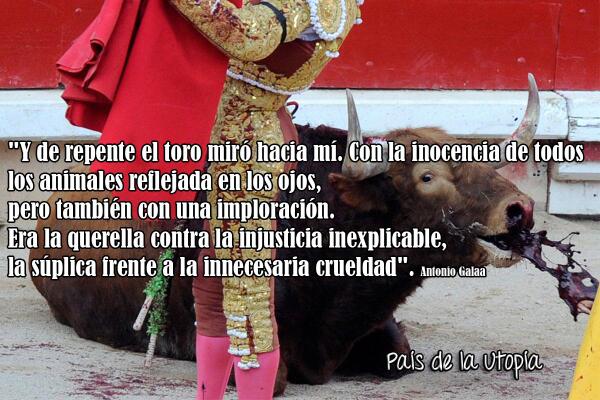 "Y de repente el toro miró hacia mí. Con la inocencia de todos
los animales reflejada en los ojos,
pero también con una imploración.
Era la querella contra la injusticia inexplicable,
la súplica frente a la innecesaria crueldad". Antonio Galaa
País de la Utopía